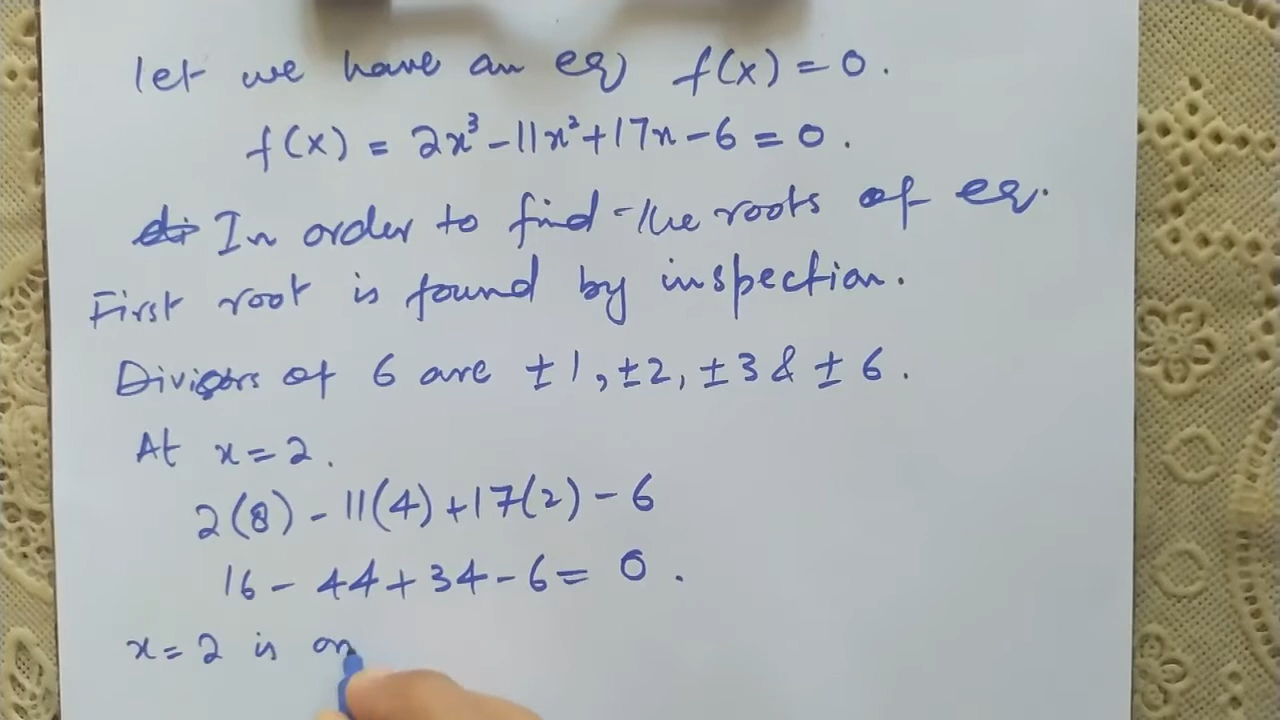 let we have an eq f(x) = 0.
f(x) = 2x³ - 11x² + 17x - 6 = 0.
In order to find the roots of eq.
First root is found by inspection.
Divisors of 6 are ±1, ±2, ±3 & ±6.
At x = 2.
2(8) - 11(4) + 17(2) - 6
16 - 44 + 34 - 6 = 0.
x = 2 is on